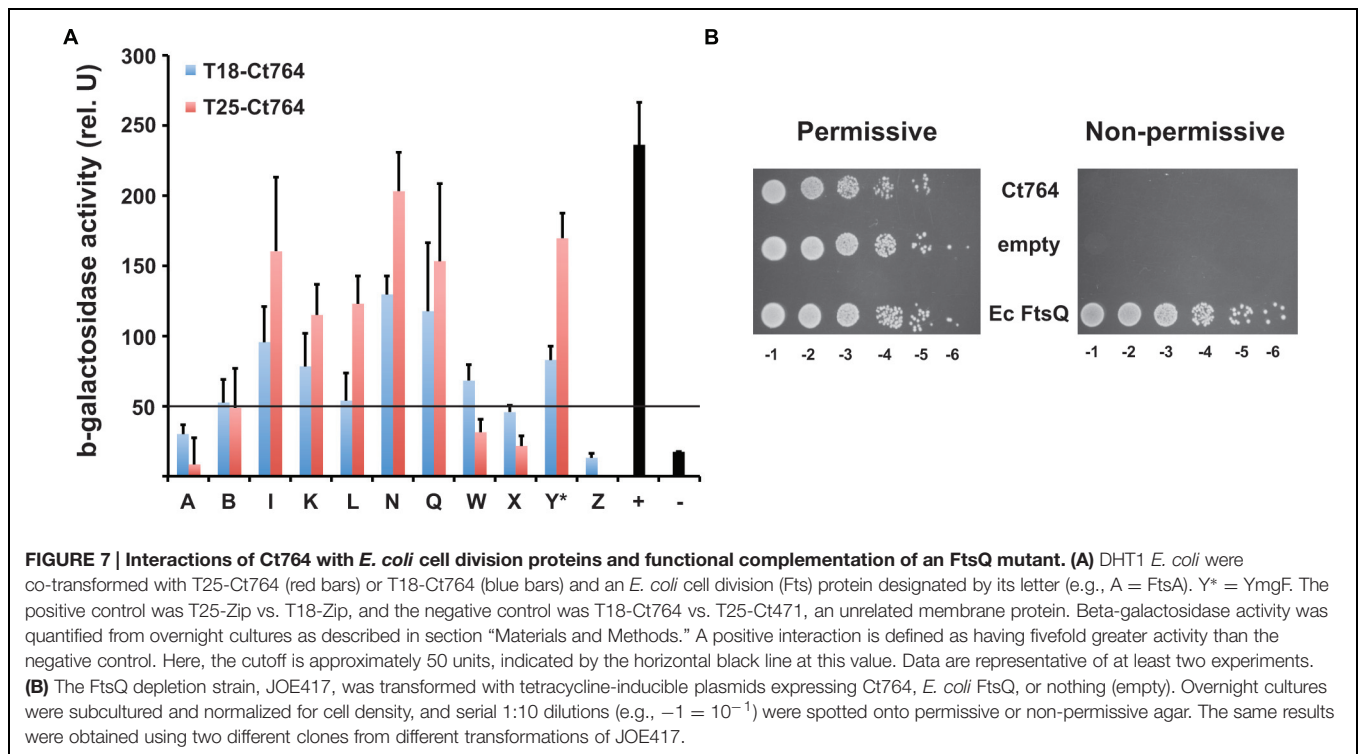 A
b-galactosidase activity (rel. U)
300
250
200
150
100
50
T18-Ct764
T25-Ct764
A B I K L N Q W X Y* Z + -
B
Permissive Non-permissive
Ct764
empty
Ec FtsQ
-1 -2 -3 -4 -5 -6 -1 -2 -3 -4 -5 -6
FIGURE 7 | Interactions of Ct764 with E. coli cell division proteins and functional complementation of an FtsQ mutant. (A) DHT1 E. coli were
co-transformed with T25-Ct764 (red bars) or T18-Ct764 (blue bars) and an E. coli cell division (Fts) protein designated by its letter (e.g., A = FtsA). Y* = YmgF. The
positive control was T25-Zip vs. T18-Zip, and the negative control was T18-Ct764 vs. T25-Ct471, an unrelated membrane protein. Beta-galactosidase activity was
quantified from overnight cultures as described in section “Materials and Methods.” A positive interaction is defined as having fivefold greater activity than the
negative control. Here, the cutoff is approximately 50 units, indicated by the horizontal black line at this value. Data are representative of at least two experiments.
(B) The FtsQ depletion strain, JOE417, was transformed with tetracycline-inducible plasmids expressing Ct764, E. coli FtsQ, or nothing (empty). Overnight cultures
were subcultured and normalized for cell density, and serial 1:10 dilutions (e.g., −1 = 10⁻¹) were spotted onto permissive or non-permissive agar. The same results
were obtained using two different clones from different transformations of JOE417.